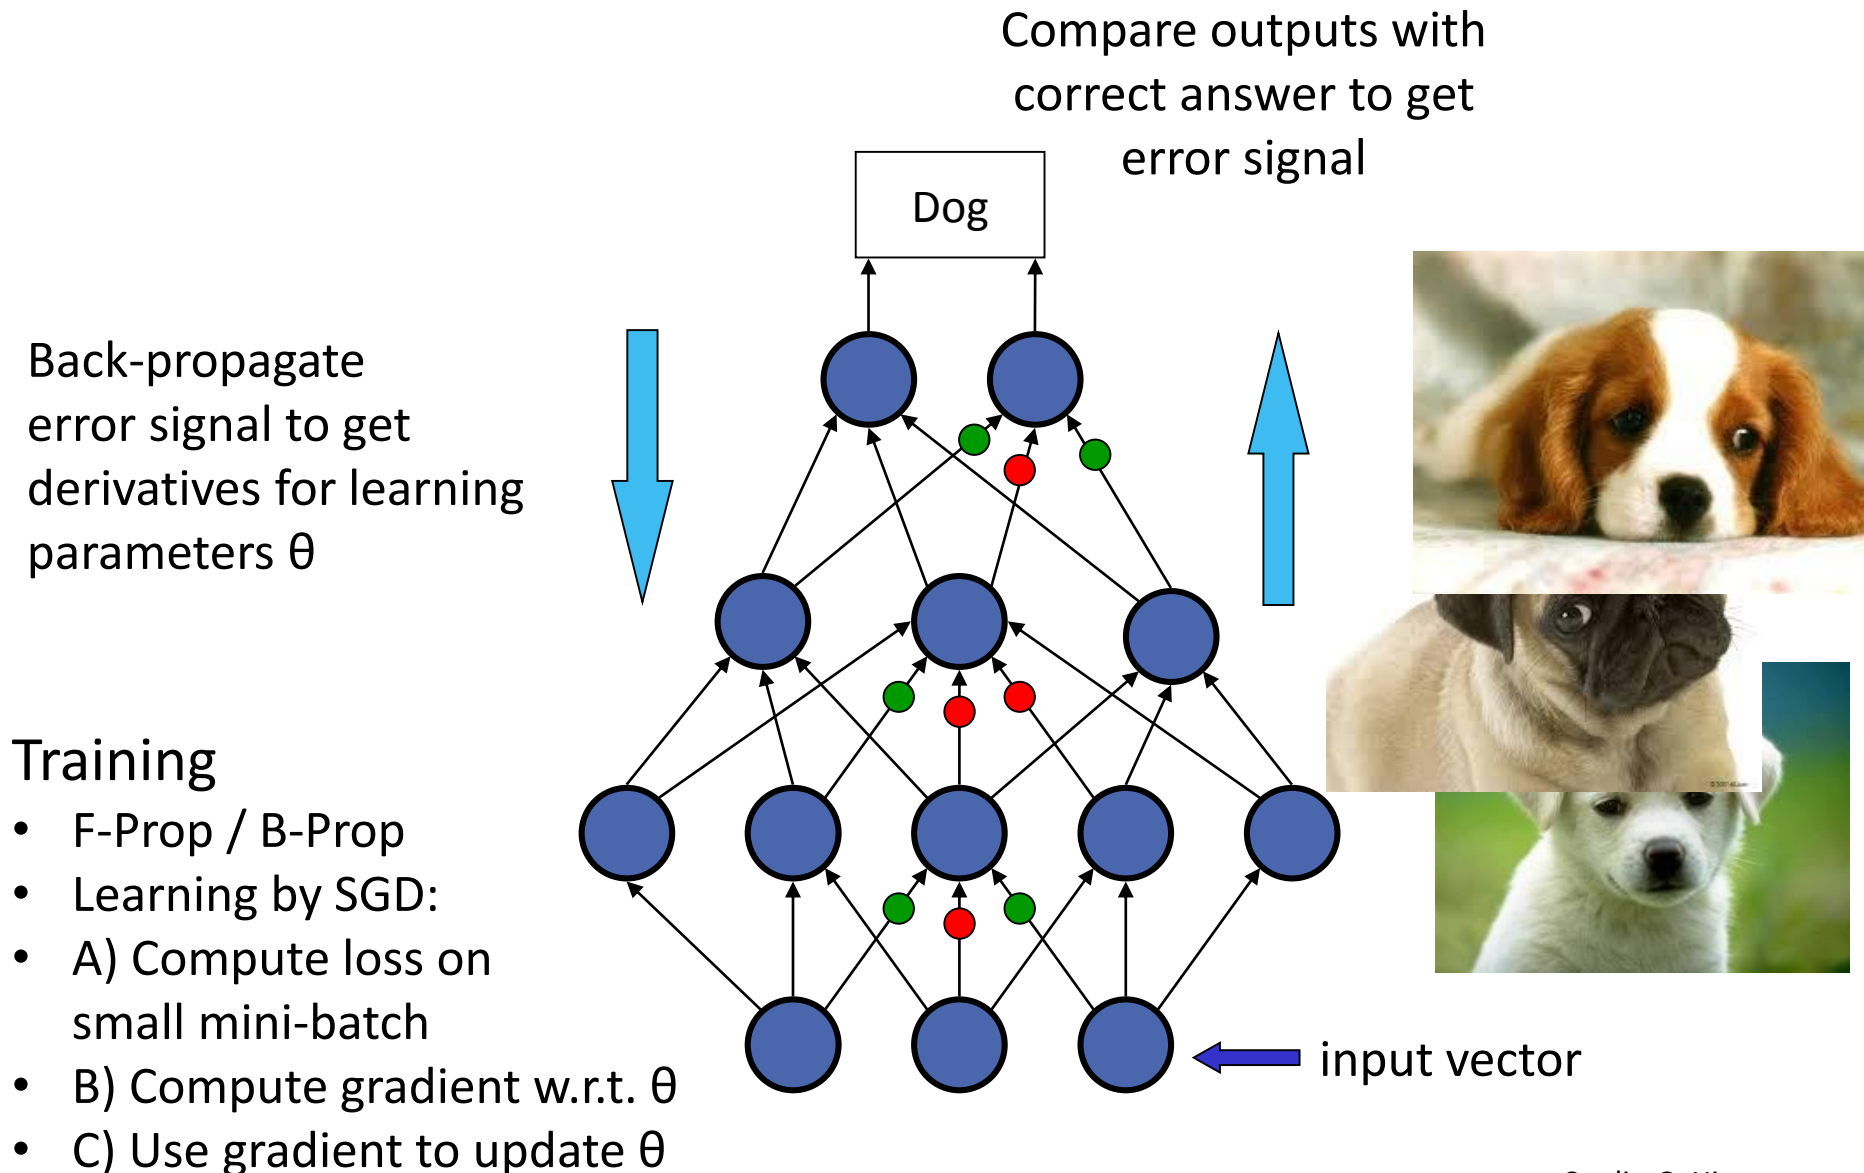 Compare outputs with
correct answer to get
error signal
Dog
Back-propagate
error signal to get
derivatives for learning
parameters θ
Training
• F-Prop / B-Prop
• Learning by SGD:
• A) Compute loss on
small mini-batch
• B) Compute gradient w.r.t. θ
• C) Use gradient to update θ
input vector